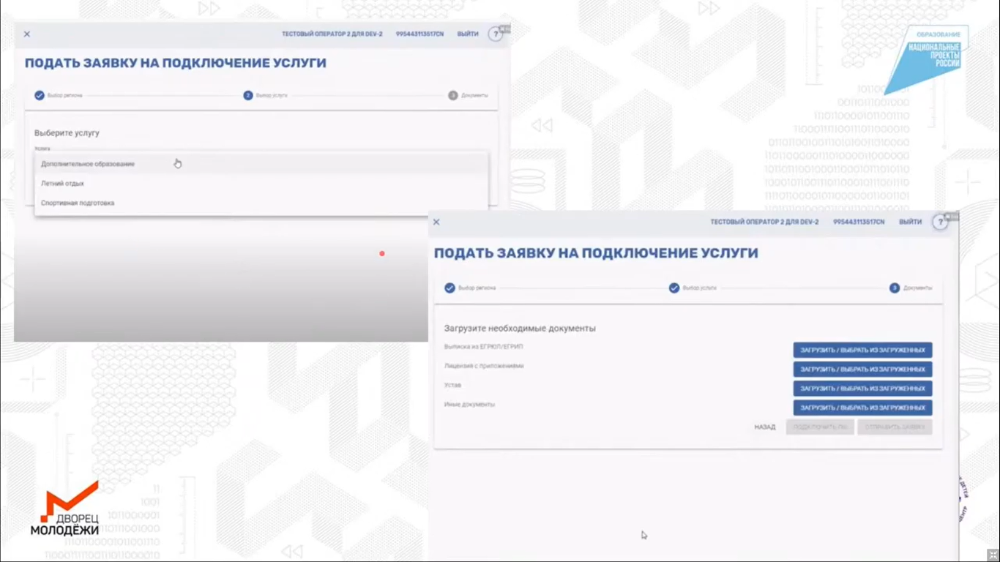 ТЕСТОВЫЙ ОПЕРАТОР 2 ДЛЯ DEV-2 995443113517CN ВЫЙТИ ?
ПОДАТЬ ЗАЯВКУ НА ПОДКЛЮЧЕНИЕ УСЛУГИ
Выбор региона 2 Выбор услуги 3 Документы
Выберите услугу
Услуга
Дополнительное образование
Летний отдых
Спортивная подготовка
ОБРАЗОВАНИЕ
НАЦИОНАЛЬНЫЕ
ПРОЕКТЫ
РОССИИ
ТЕСТОВЫЙ ОПЕРАТОР 2 ДЛЯ DEV-2 995443113517CN ВЫЙТИ ?
ПОДАТЬ ЗАЯВКУ НА ПОДКЛЮЧЕНИЕ УСЛУГИ
Выбор региона Выбор услуги 3 Документы
Загрузите необходимые документы
Выписка из ЕГРЮЛ/ЕГРИП ЗАГРУЗИТЬ / ВЫБРАТЬ ИЗ ЗАГРУЖЕННЫХ
Лицензия с приложениями ЗАГРУЗИТЬ / ВЫБРАТЬ ИЗ ЗАГРУЖЕННЫХ
Устав ЗАГРУЗИТЬ / ВЫБРАТЬ ИЗ ЗАГРУЖЕННЫХ
Иные документы ЗАГРУЗИТЬ / ВЫБРАТЬ ИЗ ЗАГРУЖЕННЫХ
НАЗАД ПОДКЛЮЧИТЬ ОТПРАВИТЬ ЗАЯВКУ
ДВОРЕЦ
МОЛОДЁЖИ